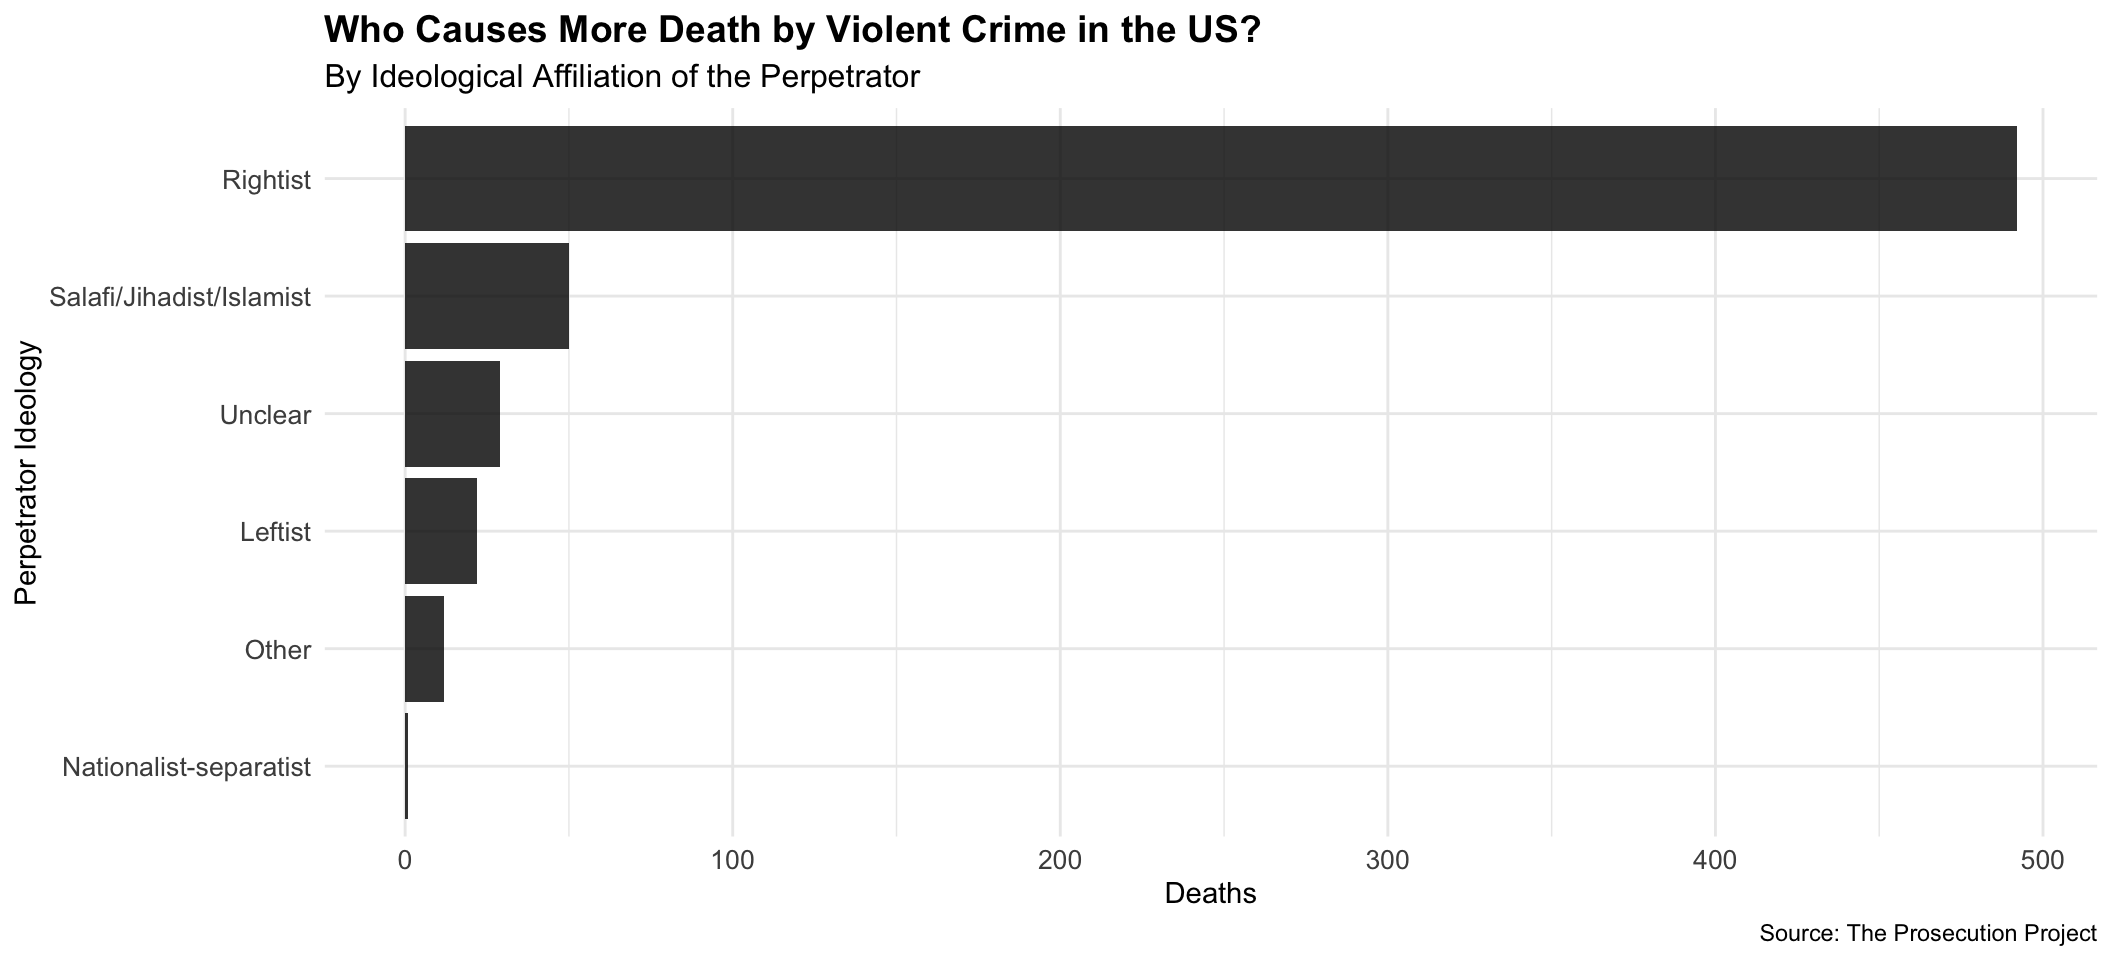 Who Causes More Death by Violent Crime in the US?
By Ideological Affiliation of the Perpetrator
Perpetrator Ideology
Rightist
Salafi/Jihadist/Islamist
Unclear
Leftist
Other
Nationalist-separatist
0 100 200 300 400 500
Deaths
Source: The Prosecution Project